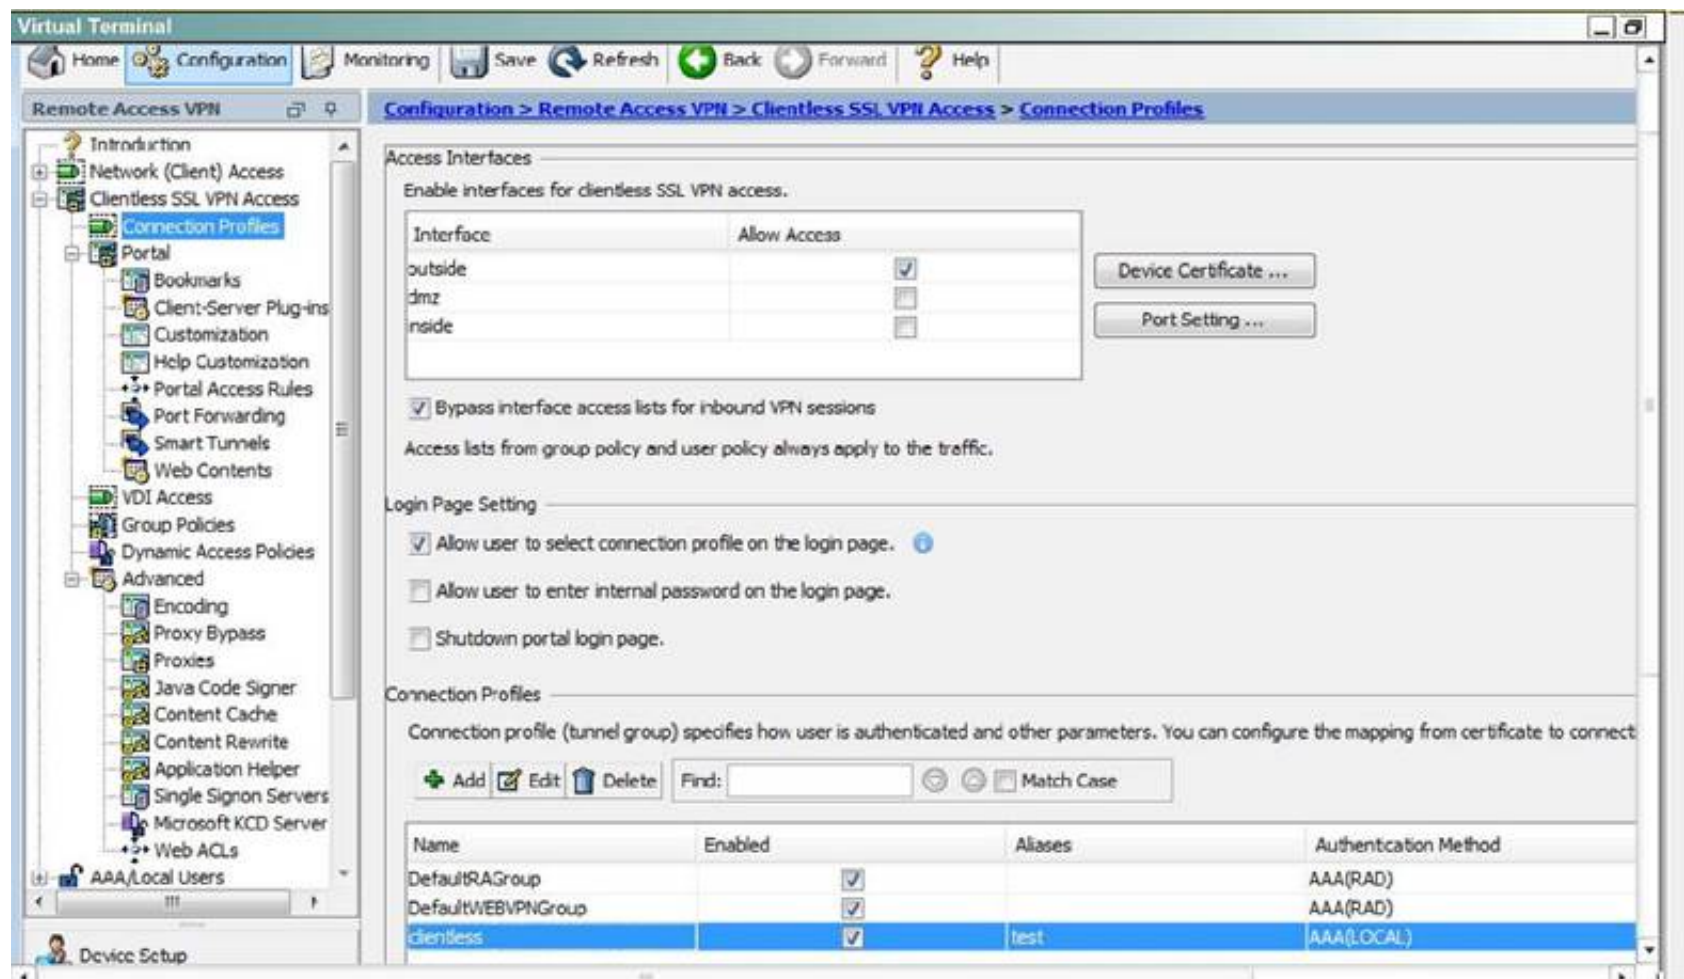 Virtual Terminal
Home Configuration Monitoring Save Refresh Back Forward Help
Remote Access VPN
Configuration > Remote Access VPN > Clientless SSL VPN Access > Connection Profiles
Introduction
Network (Client) Access
Clientless SSL VPN Access
Connection Profiles
Portal
Bookmarks
Client-Server Plug-ins
Customization
Help Customization
Portal Access Rules
Port Forwarding
Smart Tunnels
Web Contents
VDI Access
Group Policies
Dynamic Access Policies
Advanced
Encoding
Proxy Bypass
Proxies
Java Code Signer
Content Cache
Content Rewrite
Application Helper
Single Signon Servers
Microsoft KCD Server
Web ACLs
AAA/Local Users
Device Setup
Access Interfaces
Enable interfaces for clientless SSL VPN access.
Interface Allow Access
outside
dmz
inside
Device Certificate ...
Port Setting ...
Bypass interface access lists for inbound VPN sessions
Access lists from group policy and user policy always apply to the traffic.
Login Page Setting
Allow user to select connection profile on the login page.
Allow user to enter internal password on the login page.
Shutdown portal login page.
Connection Profiles
Connection profile (tunnel group) specifies how user is authenticated and other parameters. You can configure the mapping from certificate to connect
Add Edit Delete Find: Match Case
Name Enabled Aliases Authentication Method
DefaultRAGroup AAA(RAD)
DefaultWEBVPNGroup AAA(RAD)
clientless test AAA(LOCAL)